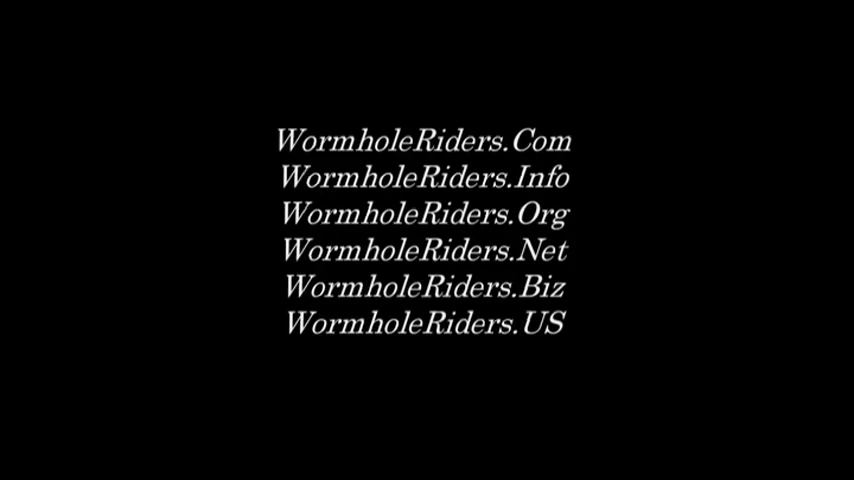 WormholeRiders.Com
WormholeRiders.Info
WormholeRiders.Org
WormholeRiders.Net
WormholeRiders.Biz
WormholeRiders.US